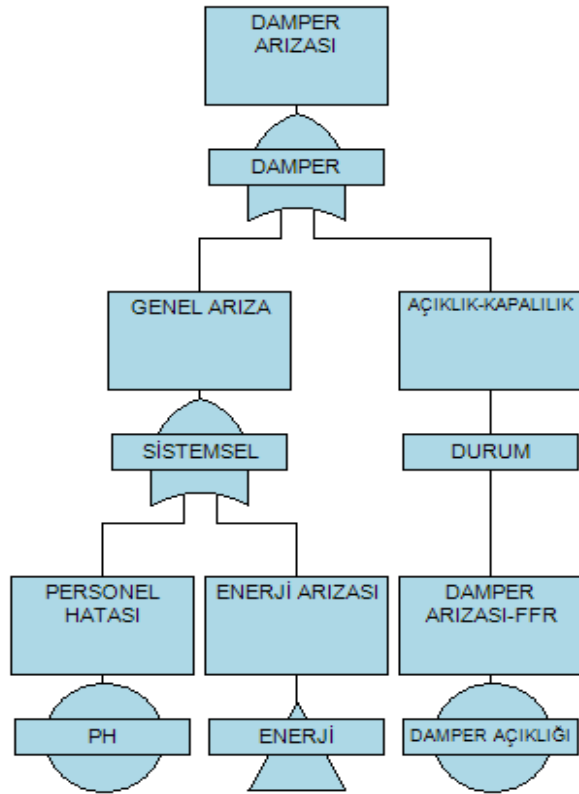 DAMPER
ARIZASI
DAMPER
GENEL ARIZA
AÇIKLIK-KAPALILIK
SİSTEMSEL
DURUM
PERSONEL
HATASI
ENERJİ ARIZASI
DAMPER
ARIZASI-FFR
PH
ENERJİ
DAMPER AÇIKLIĞI